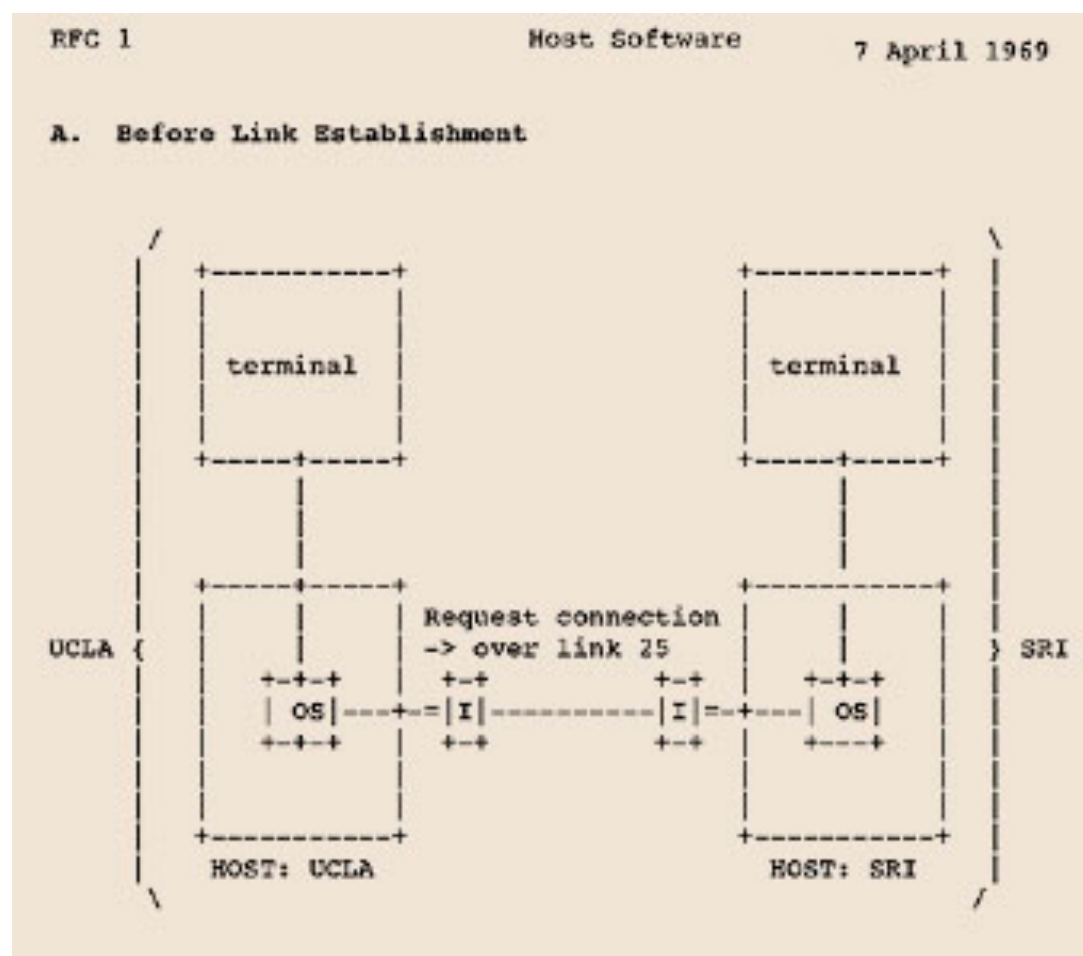 RFC 1 Host Software 7 April 1969
A. Before Link Establishment
terminal terminal
Request connection
UCLA { -> over link 25 } SRI
| OS|---+-=|I|----------|I|=-+---| OS|
HOST: UCLA HOST: SRI